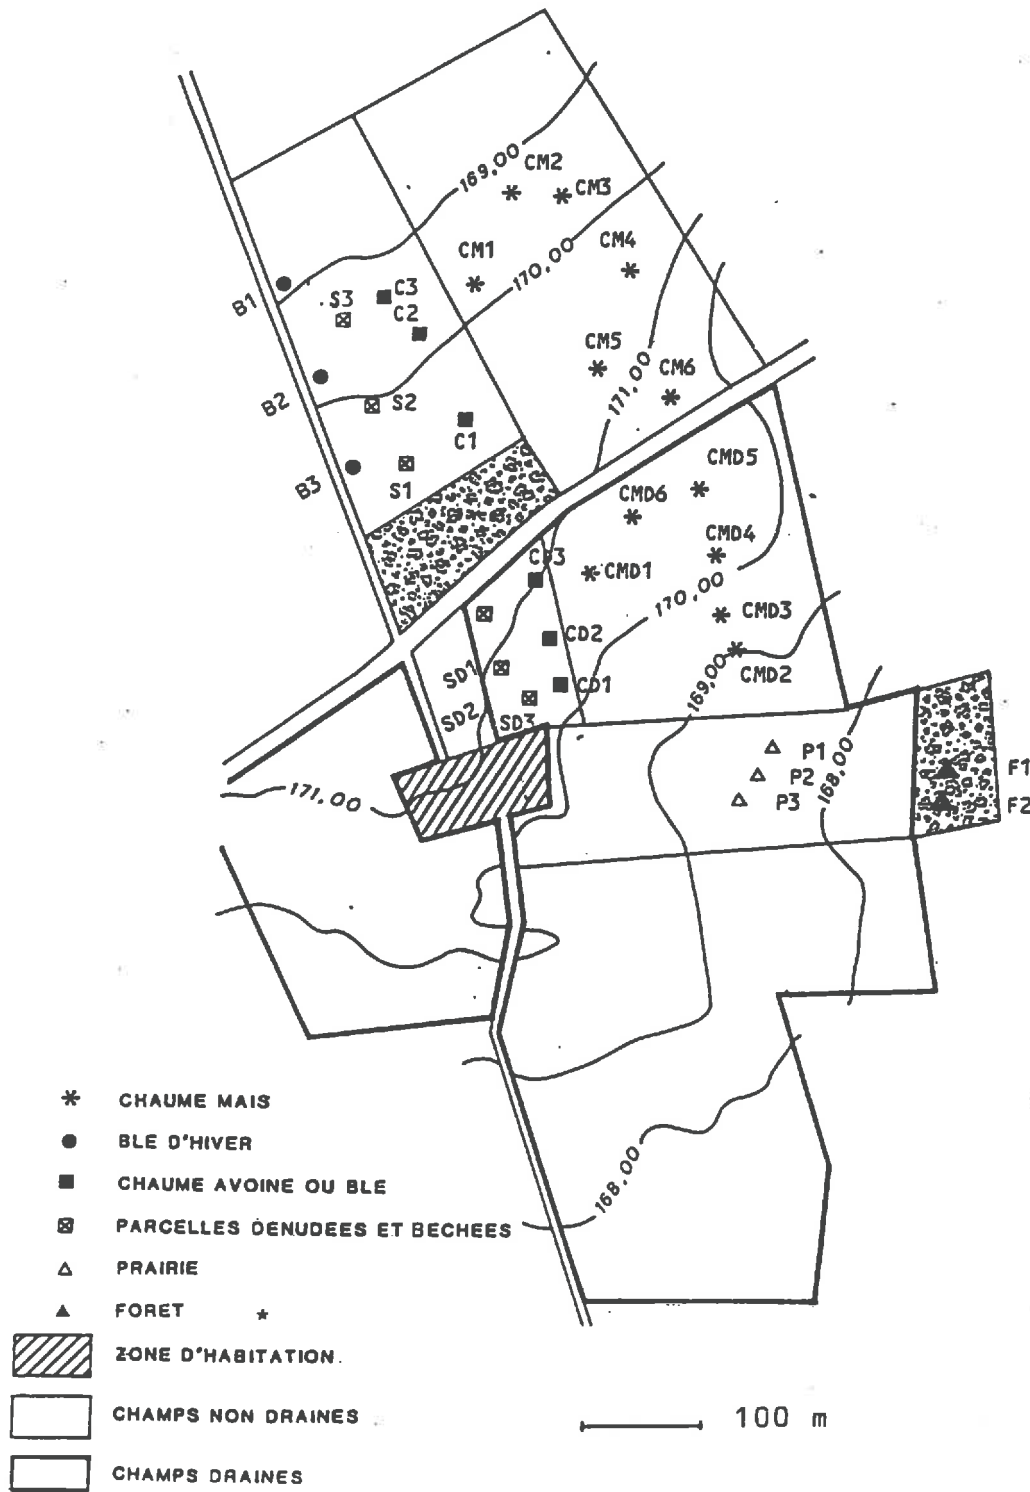 169,00
CM2
CM3
CM1
170,00
CM4
B1
S3
C3
C2
B2
S2
CM5
171,00
CM6
C1
B3
S1
CMD5
CMD6
CD3
CMD4
CMD1
170,00
CD2
CMD3
SD1
CD1
169,00
CMD2
SD2
SD3
P1
P2
P3
168,00
F1
F2
171,00
CHAUME MAIS
BLE D'HIVER
CHAUME AVOINE OU BLE
PARCELLES DENUDEES ET BECHEES
168,00
PRAIRIE
FORET
ZONE D'HABITATION.
CHAMPS NON DRAINES
100 m
CHAMPS DRAINES